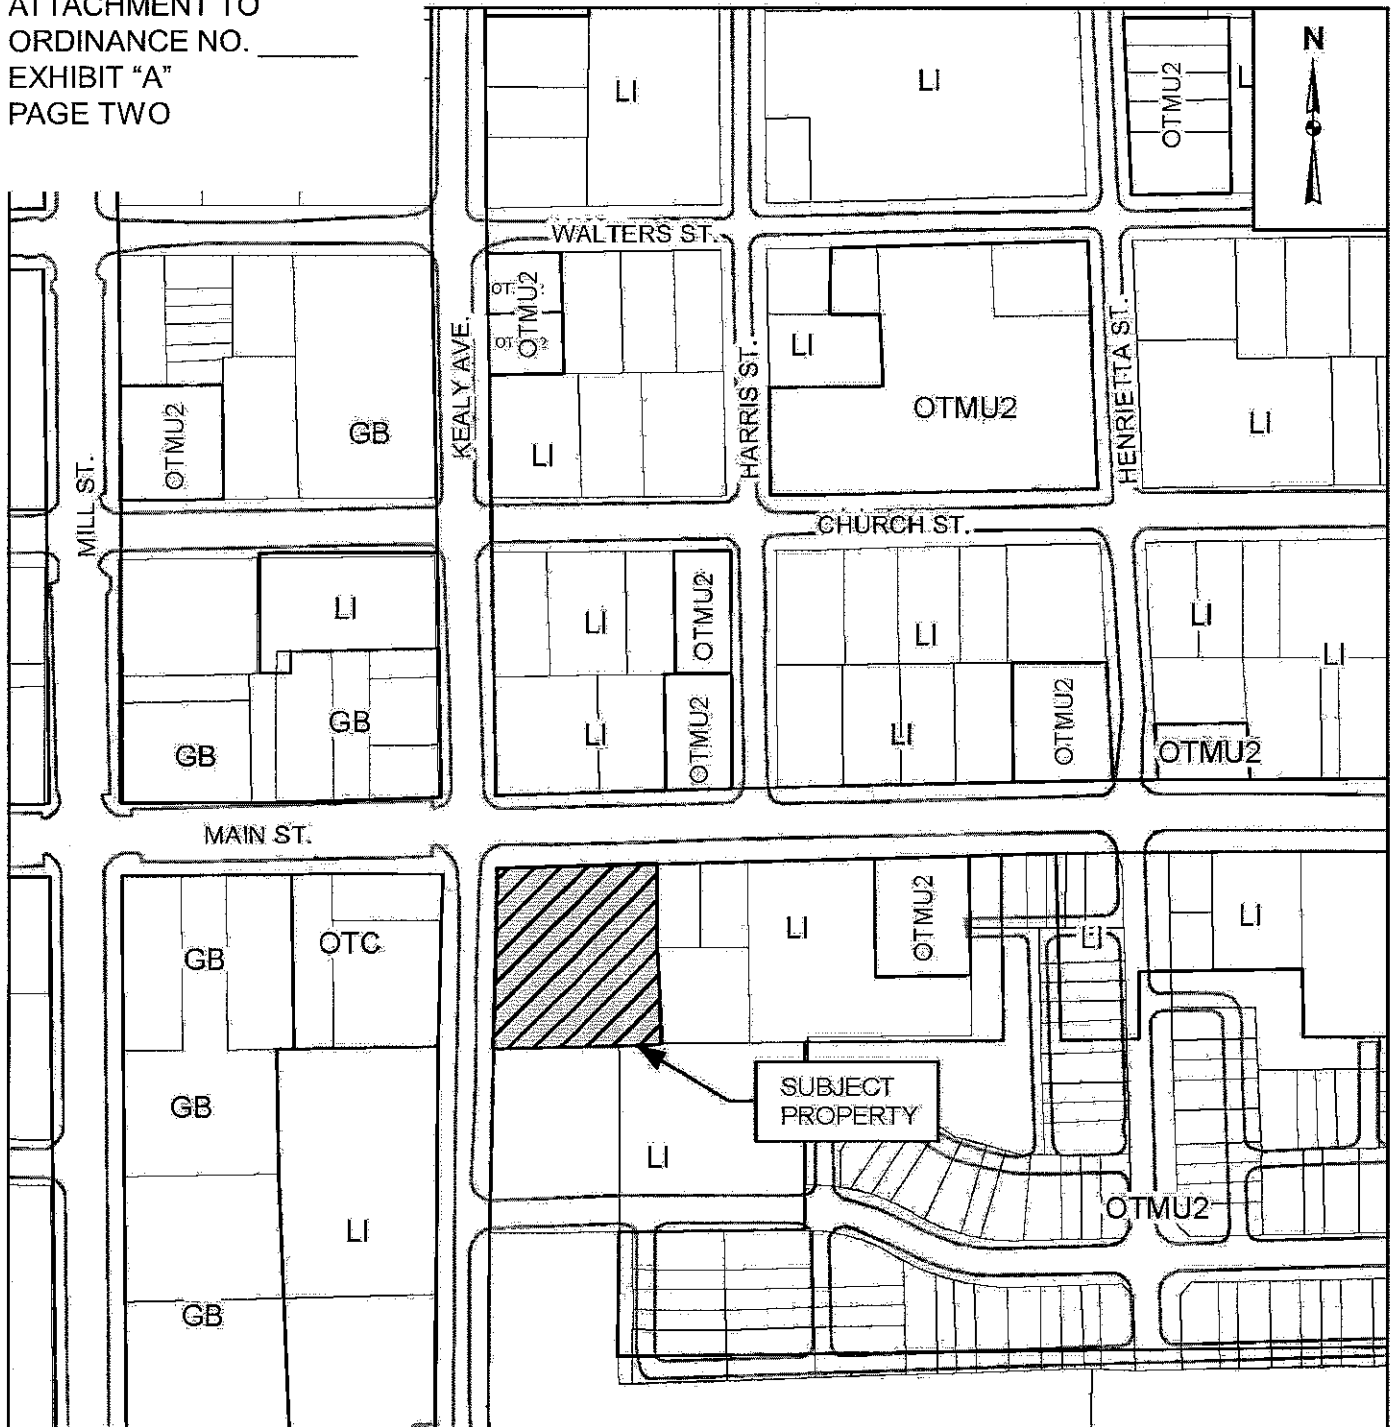 ATTACHMENT TO
ORDINANCE NO. ______
EXHIBIT “A”
PAGE TWO
N
LI
LI
OTMU2
WALTERS ST.
OTMU2
KEALY AVE.
HARRIS ST.
LI
OTMU2
HENRIETTA ST.
LI
OTMU2
GB
LI
MILL ST.
CHURCH ST.
LI
LI
OTMU2
LI
LI
LI
GB
GB
LI
OTMU2
LI
OTMU2
OTMU2
MAIN ST.
GB
OTC
LI
OTMU2
LI
LI
SUBJECT
PROPERTY
GB
LI
OTMU2
LI
GB